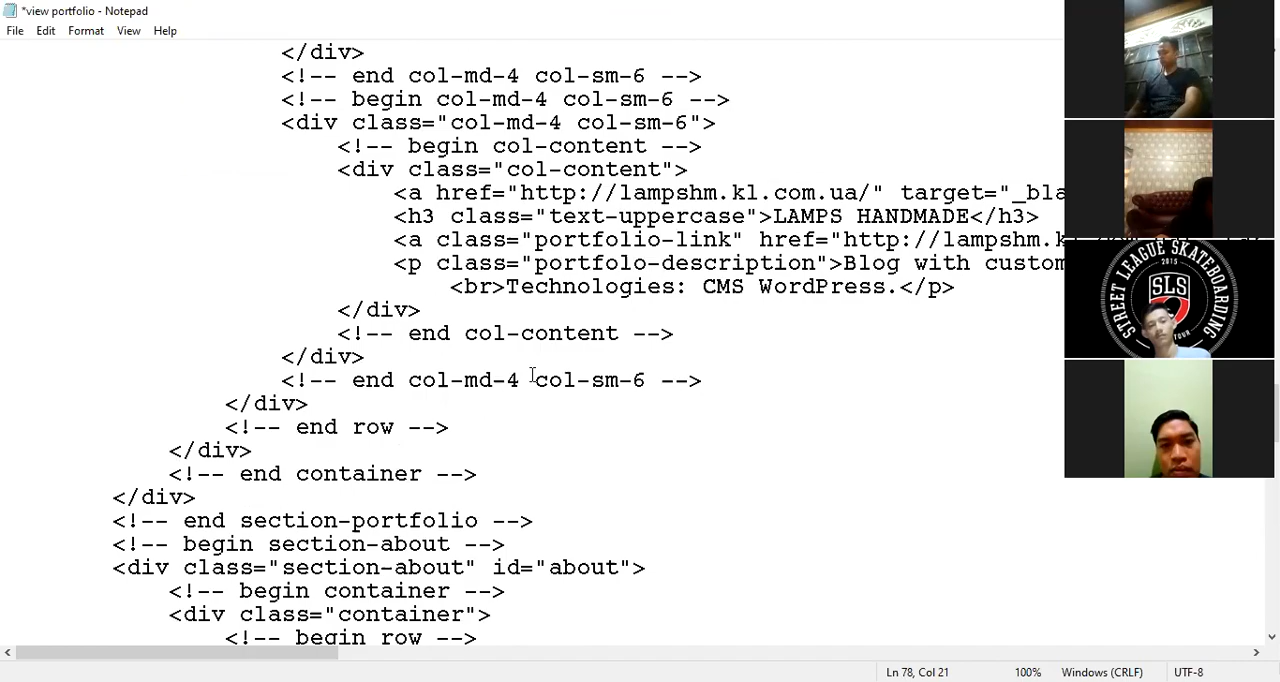 *view portfolio - Notepad
File Edit Format View Help
</div>
<!-- end col-md-4 col-sm-6 -->
<!-- begin col-md-4 col-sm-6 -->
<div class="col-md-4 col-sm-6">
<!-- begin col-content -->
<div class="col-content">
<a href="http://lampshm.kl.com.ua/" target="_bla
<h3 class="text-uppercase">LAMPS HANDMADE</h3>
<a class="portfolio-link" href="http://lampshm.k
<p class="portfolo-description">Blog with custom
<br>Technologies: CMS WordPress.</p>
</div>
<!-- end col-content -->
</div>
<!-- end col-md-4 col-sm-6 -->
</div>
<!-- end row -->
</div>
<!-- end container -->
</div>
<!-- end section-portfolio -->
<!-- begin section-about -->
<div class="section-about" id="about">
<!-- begin container -->
<div class="container">
<!-- begin row -->
Ln 78, Col 21 100% Windows (CRLF) UTF-8
STREET LEAGUE SKATEBOARDING
2015
SLS
TOUR